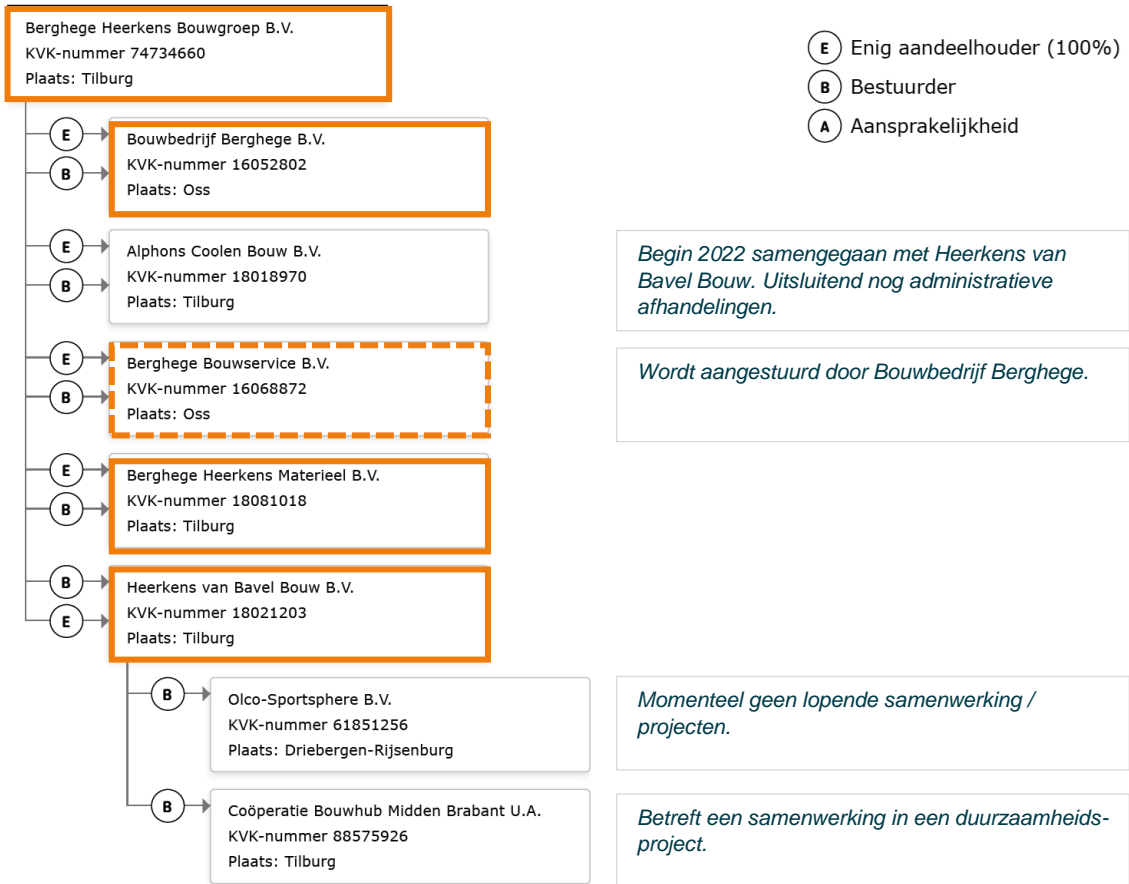 Berghege Heerkens Bouwgroep B.V.
KVK-nummer 74734660
Plaats: Tilburg
E Enig aandeelhouder (100%)
B Bestuurder
A Aansprakelijkheid
E
B
Bouwbedrijf Berghege B.V.
KVK-nummer 16052802
Plaats: Oss
E
B
Alphons Coolen Bouw B.V.
KVK-nummer 18018970
Plaats: Tilburg
Begin 2022 samengegaan met Heerkens van
Bavel Bouw. Uitsluitend nog administratieve
afhandelingen.
E
B
Berghege Bouwservice B.V.
KVK-nummer 16068872
Plaats: Oss
Wordt aangestuurd door Bouwbedrijf Berghege.
E
B
Berghege Heerkens Materieel B.V.
KVK-nummer 18081018
Plaats: Tilburg
B
E
Heerkens van Bavel Bouw B.V.
KVK-nummer 18021203
Plaats: Tilburg
B
Olco-Sportsphere B.V.
KVK-nummer 61851256
Plaats: Driebergen-Rijsenburg
Momenteel geen lopende samenwerking /
projecten.
B
Coöperatie Bouwhub Midden Brabant U.A.
KVK-nummer 88575926
Plaats: Tilburg
Betreft een samenwerking in een duurzaamheids-
project.